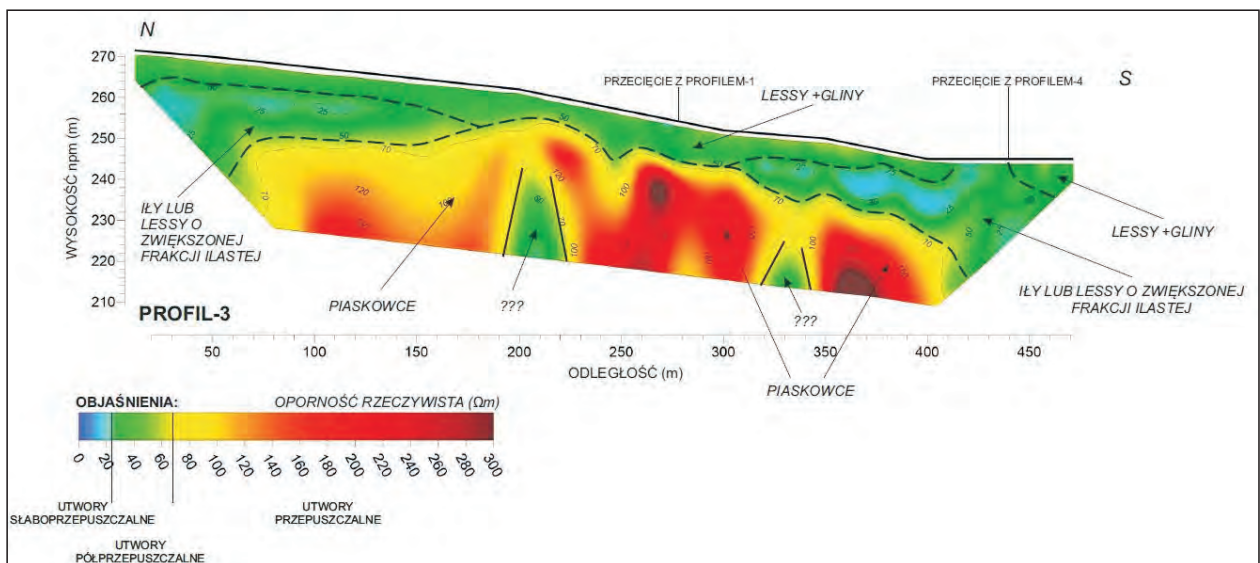 N
270
260
250
240
230
220
210
WYSOKOŚĆ npm (m)
PRZECIĘCIE Z PROFILEM-1
PRZECIĘCIE Z PROFILEM-4
S
LESSY +GLINY
IŁY LUB
LESSY O
ZWIĘKSZONEJ
FRAKCJI ILASTEJ
PIASKOWCE
???
???
LESSY +GLINY
IŁY LUB LESSY O ZWIĘKSZONEJ
FRAKCJI ILASTEJ
PIASKOWCE
PROFIL-3
50 100 150 200 250 300 350 400 450
ODLEGŁOŚĆ (m)
OBJAŚNIENIA:
OPORNOŚĆ RZECZYWISTA (Ωm)
0 20 40 60 80 100 120 140 160 180 200 220 240 260 280 300
UTWORY
SŁABOPRZEPUSZCZALNE
UTWORY
PRZEPUSZCZALNE
UTWORY
PÓŁPRZEPUSZCZALNE